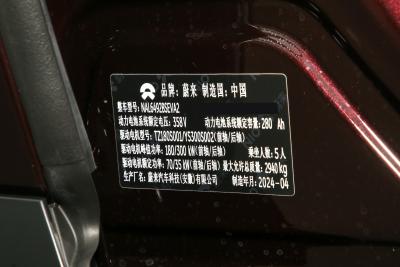 品牌：蔚来 制造国：中国
整车型号：NAL6492BSEVA2
动力电池系统额定电压：358V 动力电池系统额定容量：280 Ah
驱动电机型号：TZ180S001/YS300S002(前轴/后轴)
驱动电机峰值功率：180/300 kW(前轴/后轴) 乘坐人数：5人
驱动电机额定功率：70/35 kW(前轴/后轴) 最大允许总质量：2940kg
生产厂名：蔚来汽车科技(安徽)有限公司 制造年月：2024-04